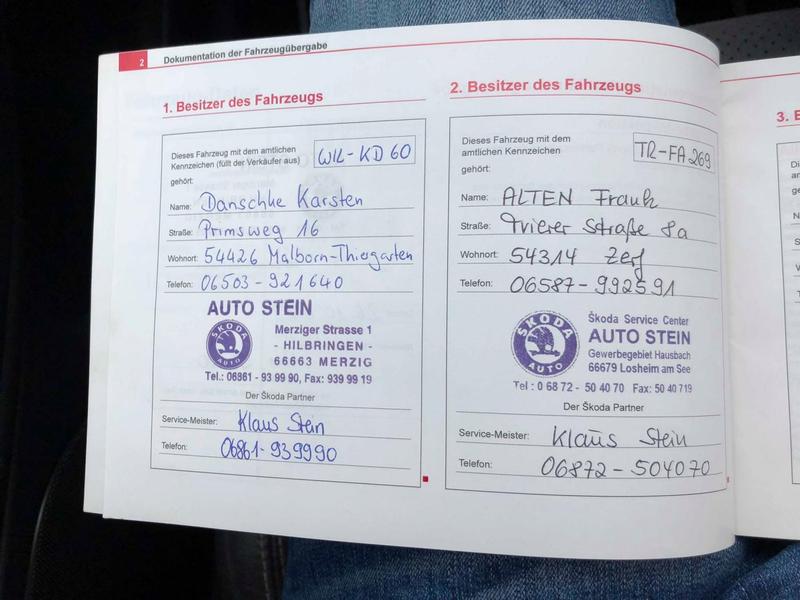 2 Dokumentation der Fahrzeugübergabe
1. Besitzer des Fahrzeugs
Dieses Fahrzeug mit dem amtlichen
Kennzeichen (füllt der Verkäufer aus) WIL-KD 60
gehört:
Name: Danschke Karsten
Straße: Primsweg 16
Wohnort: 54426 Malborn-Thiergarten
Telefon: 06503-921640
AUTO STEIN
SKODA
AUTO
Merziger Strasse 1
- HILBRINGEN -
66663 MERZIG
Tel.: 06861 - 93 99 90, Fax: 939 99 19
Der Škoda Partner
Service-Meister: Klaus Stein
Telefon: 06861-939990
2. Besitzer des Fahrzeugs
Dieses Fahrzeug mit dem
amtlichen Kennzeichen TR-FA 269
gehört:
Name: ALTEN Frank
Straße: Trierer Straße 8a
Wohnort: 54314 Zerf
Telefon: 06587-992591
ŠKODA
AUTO
Škoda Service Center
AUTO STEIN
Gewerbegebiet Hausbach
66679 Losheim am See
Tel : 0 68 72 - 50 40 70 Fax: 50 40 719
Der Škoda Partner
Service-Meister: Klaus Stein
Telefon: 06872-504070
3.